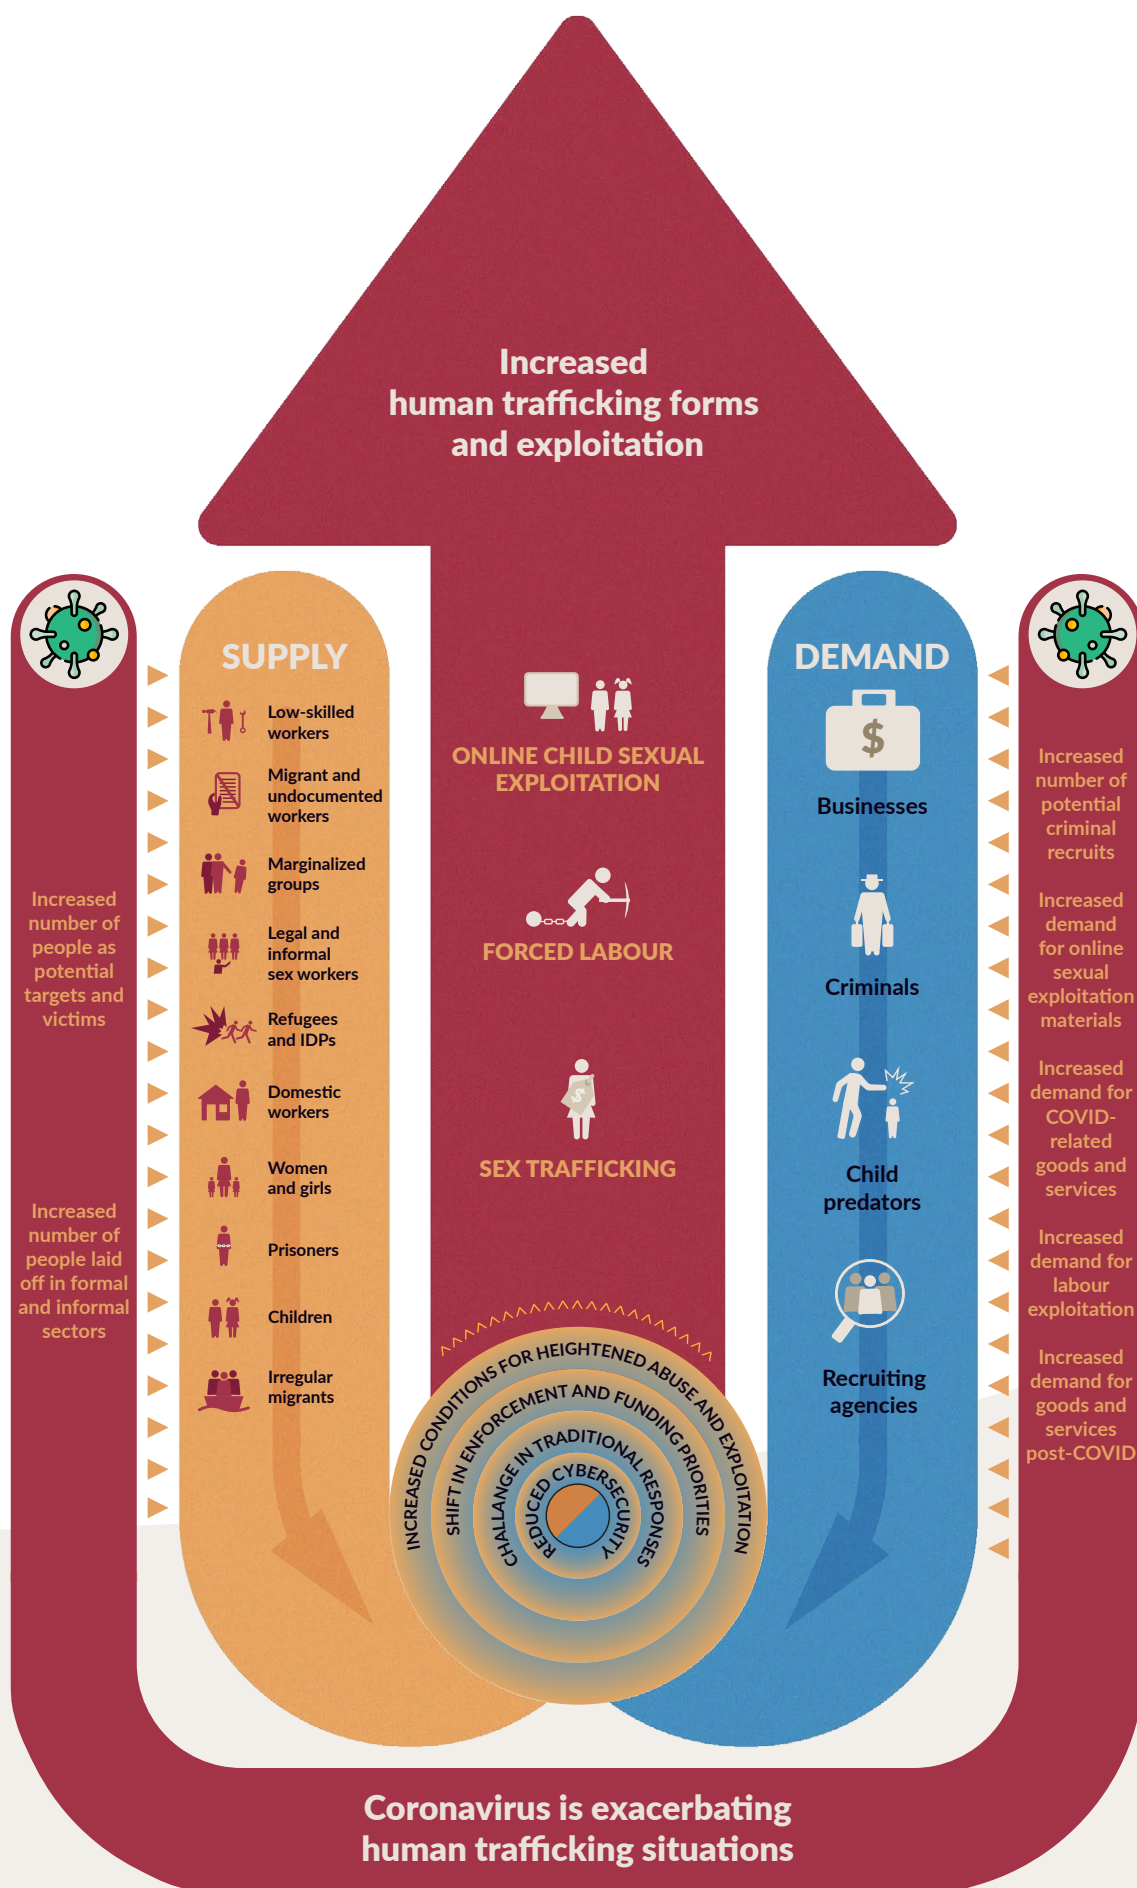 Increased
human trafficking forms
and exploitation
Increased
number of
people as
potential
targets and
victims
Increased
number of
people laid
off in formal
and informal
sectors
SUPPLY
Low-skilled
workers
Migrant and
undocumented
workers
Marginalized
groups
Legal and
informal
sex workers
Refugees
and IDPs
Domestic
workers
Women
and girls
Prisoners
Children
Irregular
migrants
ONLINE CHILD SEXUAL
EXPLOITATION
FORCED LABOUR
$
SEX TRAFFICKING
INCREASED CONDITIONS FOR HEIGHTENED ABUSE AND EXPLOITATION
SHIFT IN ENFORCEMENT AND FUNDING PRIORITIES
CHALLANGE IN TRADITIONAL RESPONSES
REDUCED CYBERSECURITY
DEMAND
$
Businesses
Criminals
Child
predators
Recruiting
agencies
Increased
number of
potential
criminal
recruits
Increased
demand
for online
sexual
exploitation
materials
Increased
demand for
COVID-
related
goods and
services
Increased
demand for
labour
exploitation
Increased
demand for
goods and
services
post-COVID
Coronavirus is exacerbating
human trafficking situations